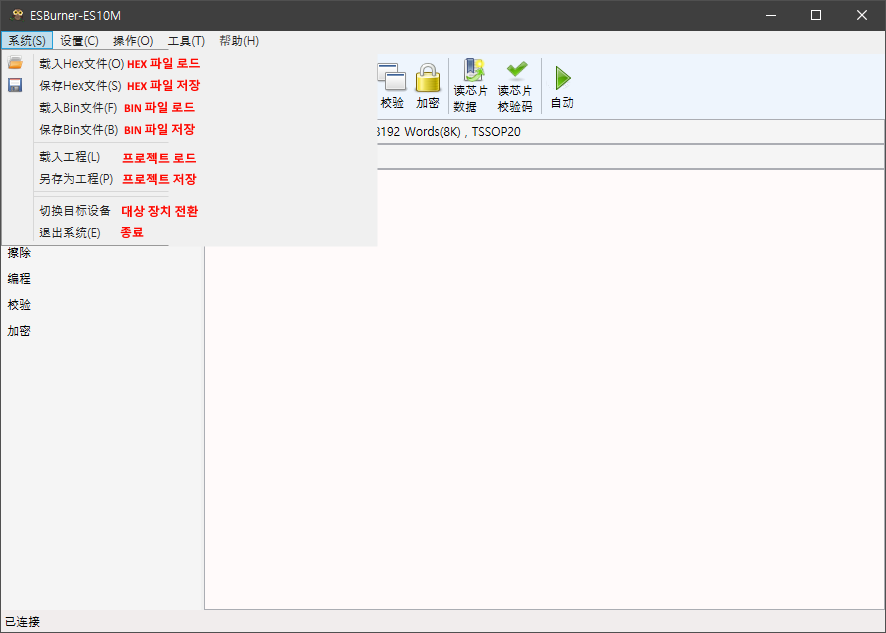 ESBurner-ES10M
系统(S) 设置(C) 操作(O) 工具(T) 帮助(H)
载入Hex文件(O) HEX 파일 로드
保存Hex文件(S) HEX 파일 저장
载入Bin文件(F) BIN 파일 로드
保存Bin文件(B) BIN 파일 저장
载入工程(L) 프로젝트 로드
另存为工程(P) 프로젝트 저장
切换目标设备 대상 장치 전환
退出系统(E) 종료
校验 加密 读芯片数据 读芯片校验码 自动
8192 Words(8K) , TSSOP20
擦除
编程
校验
加密
已连接